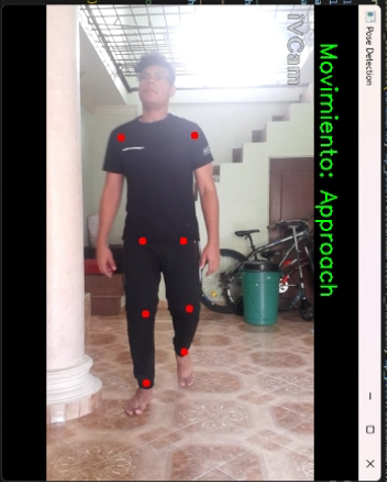 Pose Detection
Movimiento: Approach
iVCam